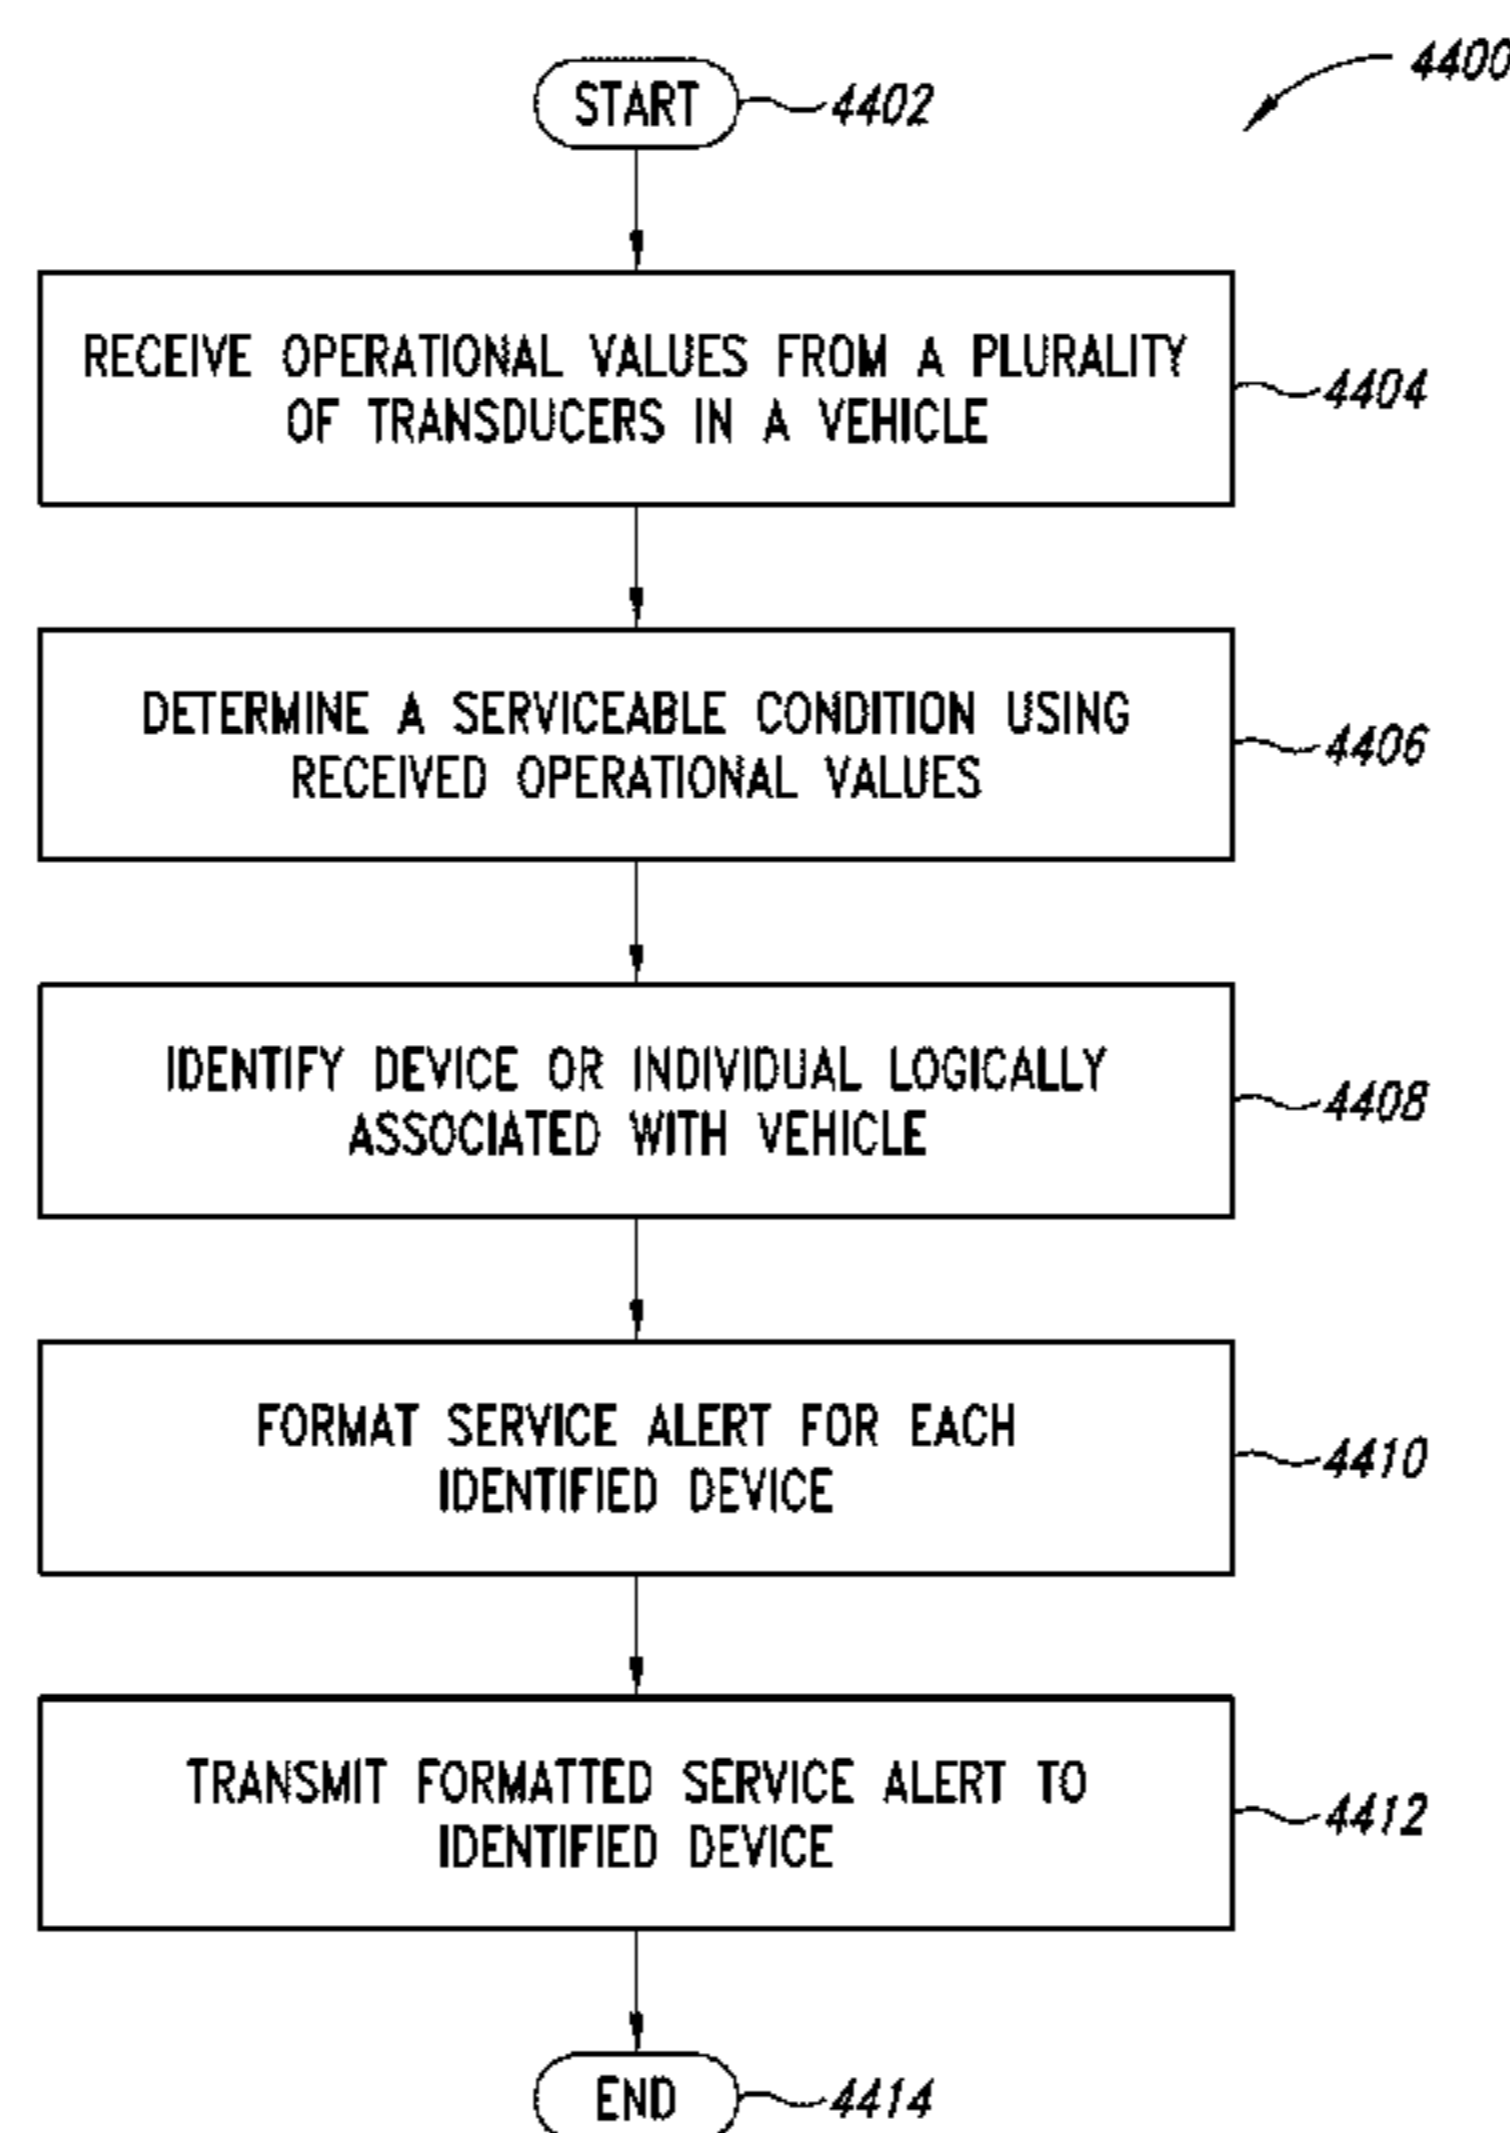 4400
START
4402
RECEIVE OPERATIONAL VALUES FROM A PLURALITY
OF TRANSDUCERS IN A VEHICLE
4404
DETERMINE A SERVICEABLE CONDITION USING
RECEIVED OPERATIONAL VALUES
4406
IDENTIFY DEVICE OR INDIVIDUAL LOGICALLY
ASSOCIATED WITH VEHICLE
4408
FORMAT SERVICE ALERT FOR EACH
IDENTIFIED DEVICE
4410
TRANSMIT FORMATTED SERVICE ALERT TO
IDENTIFIED DEVICE
4412
END
4414